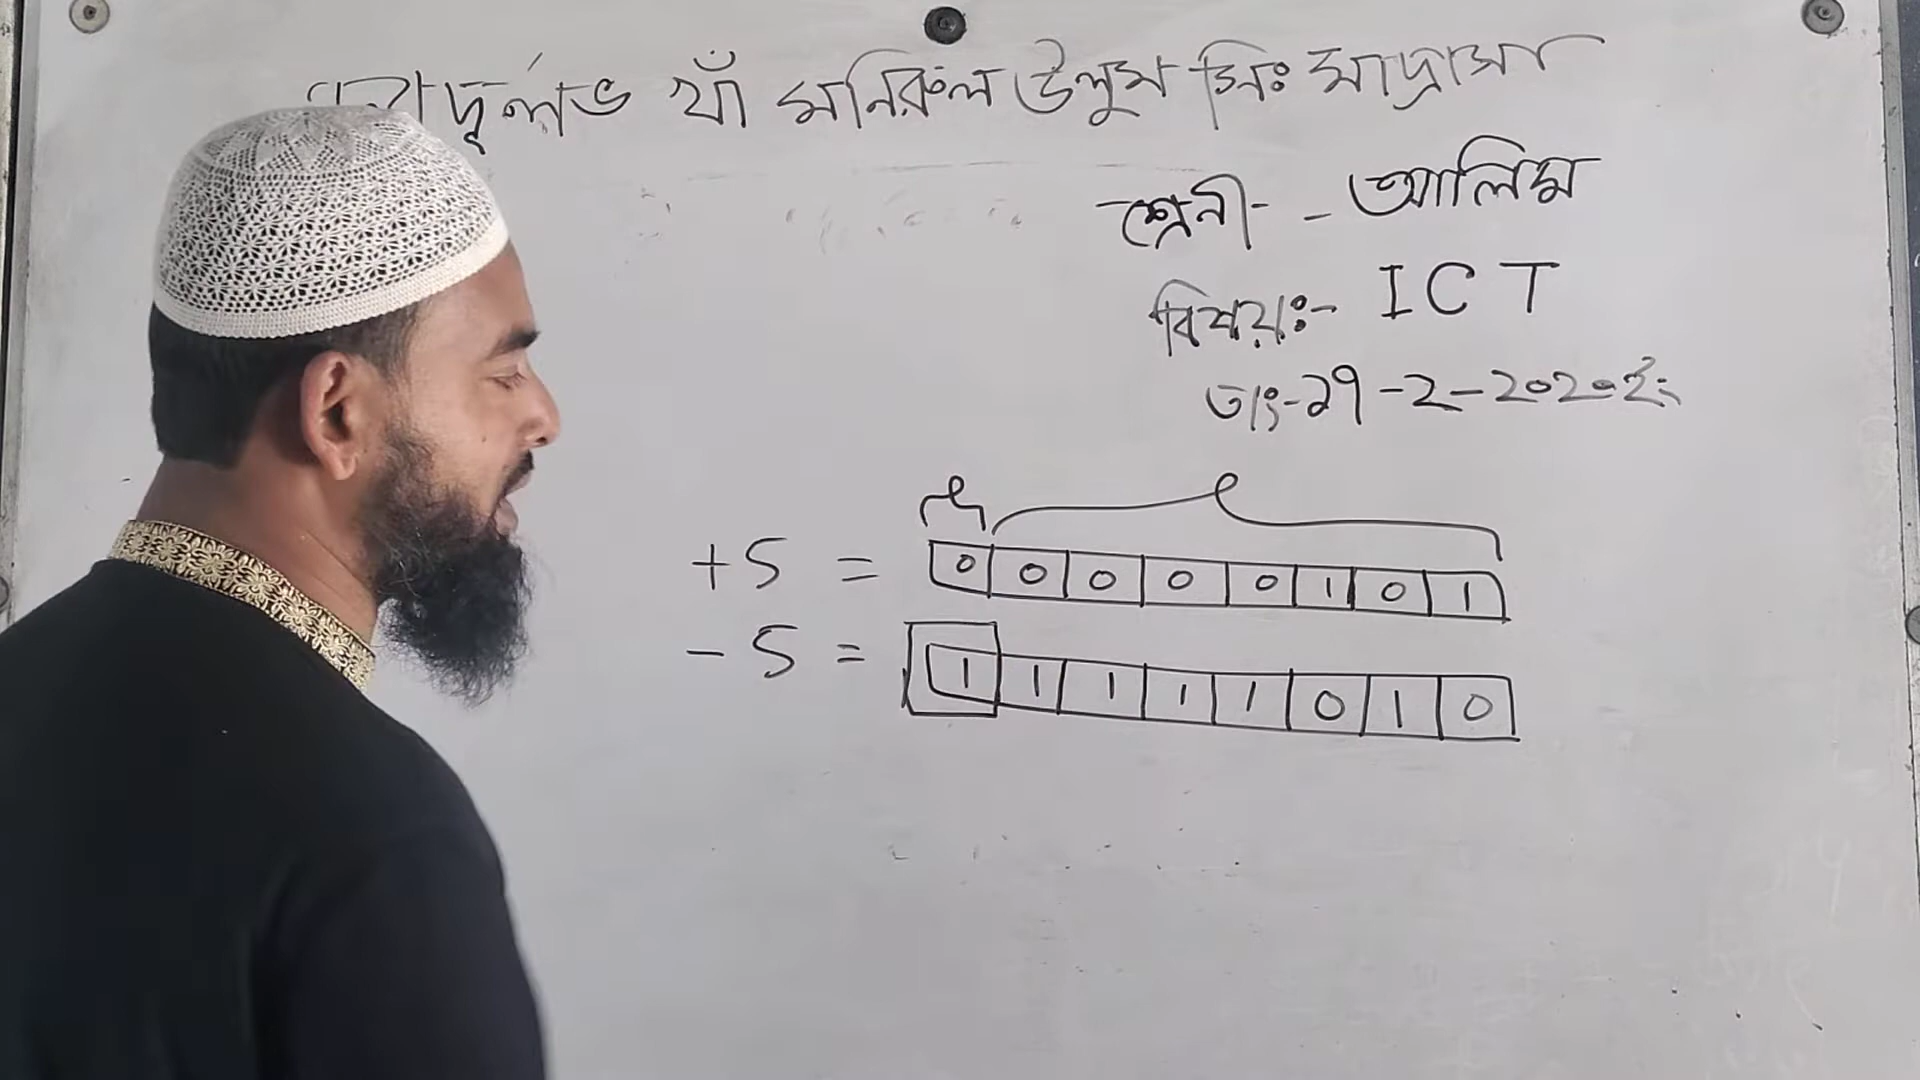 দূর্লভ খাঁ মনিরুল উলুম সিঃ মাদ্রাসা
শ্রেনী - আলিম
বিষয়ঃ- ICT
তাং-২৭-2-২০২০ইং
+5 = 0 0 0 0 0 1 0 1
-5 = 1 1 1 1 1 0 1 0